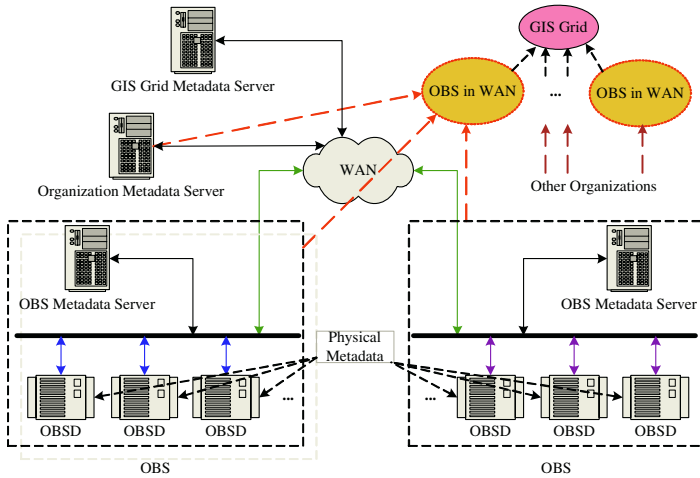 GIS Grid
GIS Grid Metadata Server
OBS in WAN
...
OBS in WAN
WAN
Organization Metadata Server
Other Organizations
OBS Metadata Server
OBS Metadata Server
Physical
Metadata
...
...
OBSD
OBSD
OBSD
OBSD
OBSD
OBSD
OBS
OBS